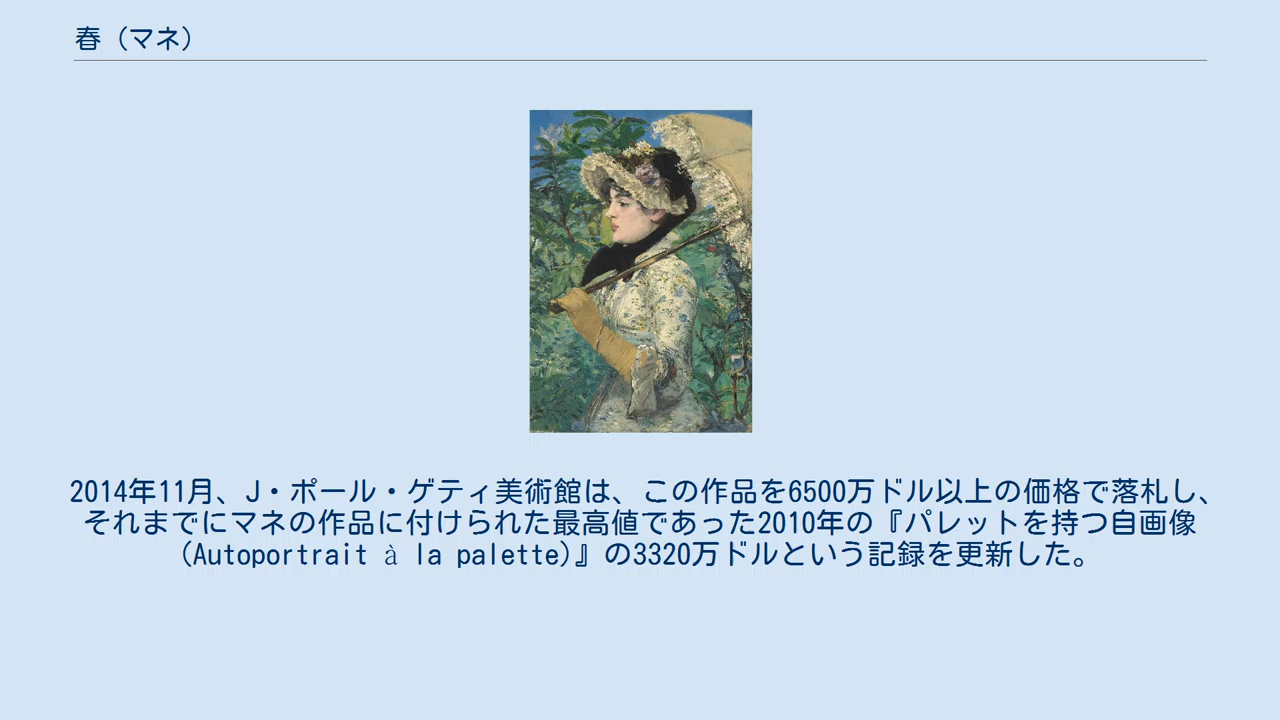 春（マネ）
2014年11月、J・ポール・ゲティ美術館は、この作品を6500万ドル以上の価格で落札し、
それまでにマネの作品に付けられた最高値であった2010年の『パレットを持つ自画像
(Autoportrait à la palette)』の3320万ドルという記録を更新した。